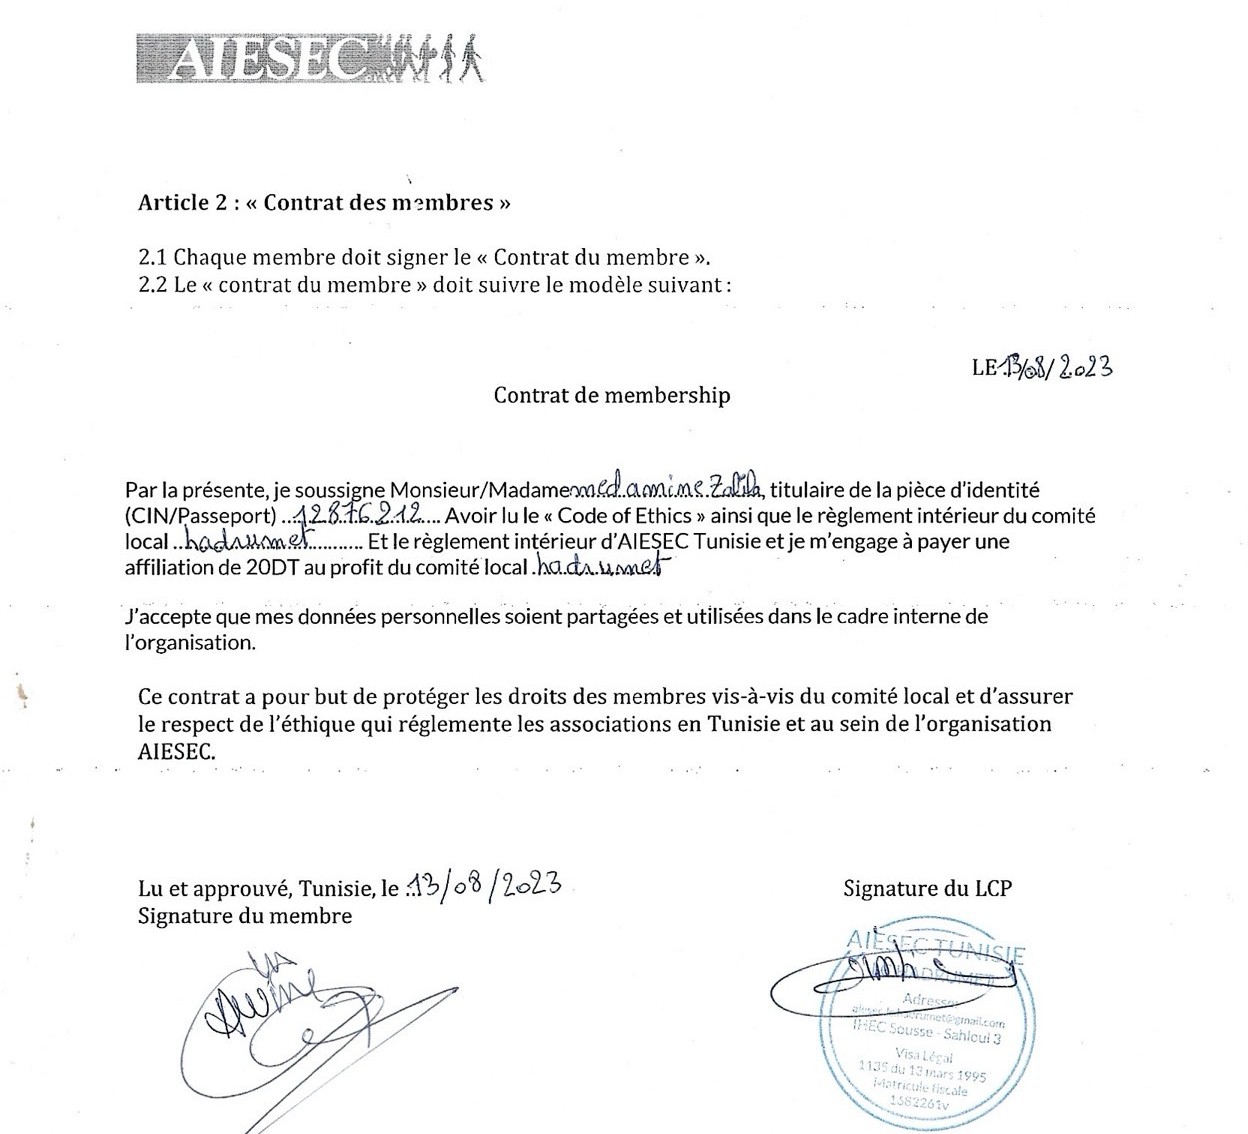 AIESEC
Article 2 : « Contrat des membres »
2.1 Chaque membre doit signer le « Contrat du membre ».
2.2 Le « contrat du membre » doit suivre le modèle suivant :
LE 13/08/2023
Contrat de membership
Par la présente, je soussigne Monsieur/Madame med amine Zalila, titulaire de la pièce d’identité
(CIN/Passeport) ..12876212.... Avoir lu le « Code of Ethics » ainsi que le règlement intérieur du comité
local ..hadrumet.......... Et le règlement intérieur d’AIESEC Tunisie et je m’engage à payer une
affiliation de 20DT au profit du comité local .hadrumet
J’accepte que mes données personnelles soient partagées et utilisées dans le cadre interne de
l’organisation.
Ce contrat a pour but de protéger les droits des membres vis-à-vis du comité local et d’assurer
le respect de l’éthique qui réglemente les associations en Tunisie et au sein de l’organisation
AIESEC.
Lu et approuvé, Tunisie, le 13/08/2023
Signature du membre
Signature du LCP
AIESEC TUNISIE
HADRUMET
Adresse
IHEC Sousse - Sahloul 3
Visa Légal
1135 du 13 mars 1995
Matricule fiscale
1682261v